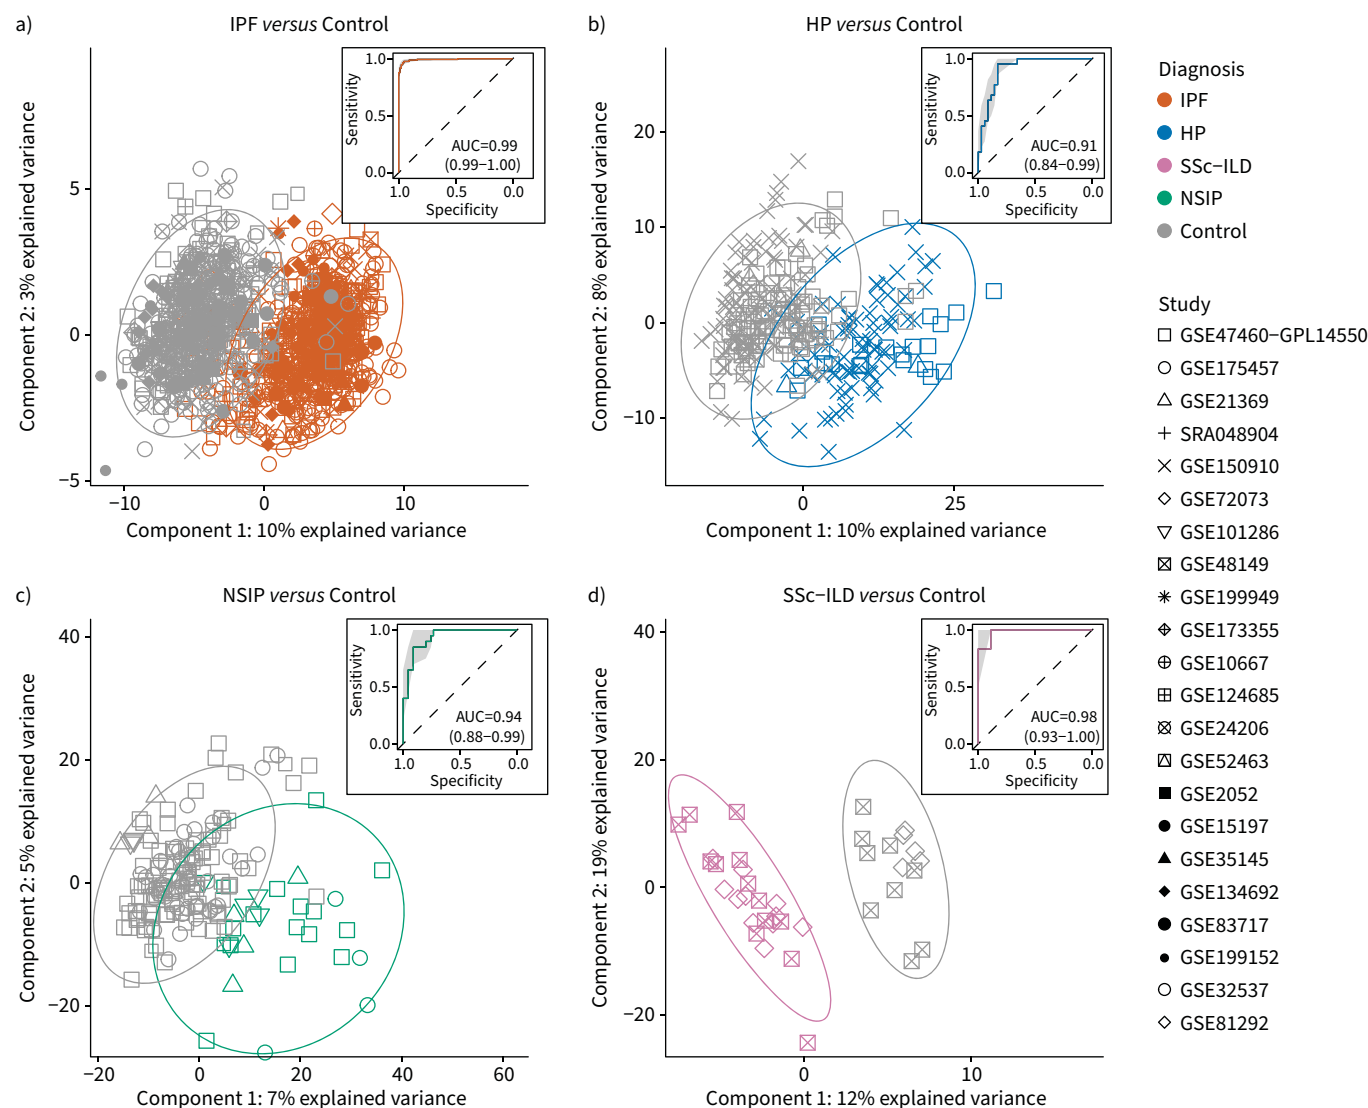 a)
IPF versus Control
5
0
−5
−10
0
10
Component 2: 3% explained variance
Component 1: 10% explained variance
1.0
0.5
0.0
Sensitivity
AUC=0.99
(0.99−1.00)
1.0
0.5
0.0
Specificity
b)
HP versus Control
20
10
0
−10
0
25
Component 2: 8% explained variance
Component 1: 10% explained variance
1.0
0.5
0.0
Sensitivity
AUC=0.91
(0.84−0.99)
1.0
0.5
0.0
Specificity
c)
NSIP versus Control
40
20
0
−20
−20
0
20
40
60
Component 2: 5% explained variance
Component 1: 7% explained variance
1.0
0.5
0.0
Sensitivity
AUC=0.94
(0.88−0.99)
1.0
0.5
0.0
Specificity
d)
SSc−ILD versus Control
40
20
0
−20
0
10
Component 2: 19% explained variance
Component 1: 12% explained variance
1.0
0.5
0.0
Sensitivity
AUC=0.98
(0.93−1.00)
1.0
0.5
0.0
Specificity
Diagnosis
IPF
HP
SSc−ILD
NSIP
Control
Study
GSE47460−GPL14550
GSE175457
GSE21369
SRA048904
GSE150910
GSE72073
GSE101286
GSE48149
GSE199949
GSE173355
GSE10667
GSE124685
GSE24206
GSE52463
GSE2052
GSE15197
GSE35145
GSE134692
GSE83717
GSE199152
GSE32537
GSE81292